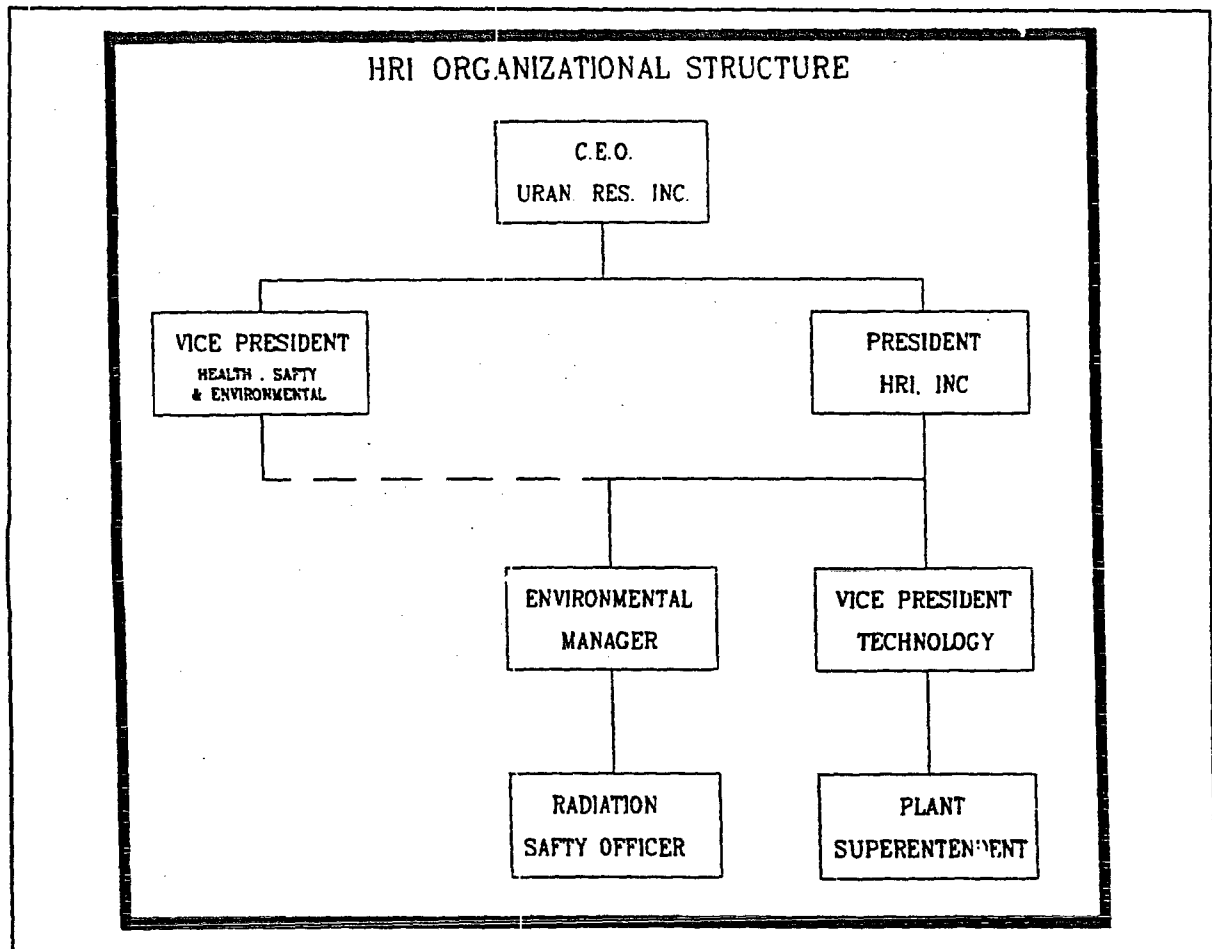 HRI ORGANIZATIONAL STRUCTURE
C.E.O.
URAN. RES. INC.
VICE PRESIDENT
HEALTH , SAFTY
& ENVIRONMENTAL
PRESIDENT
HRI, INC
ENVIRONMENTAL
MANAGER
VICE PRESIDENT
TECHNOLOGY
RADIATION
SAFTY OFFICER
PLANT
SUPERENTENDENT